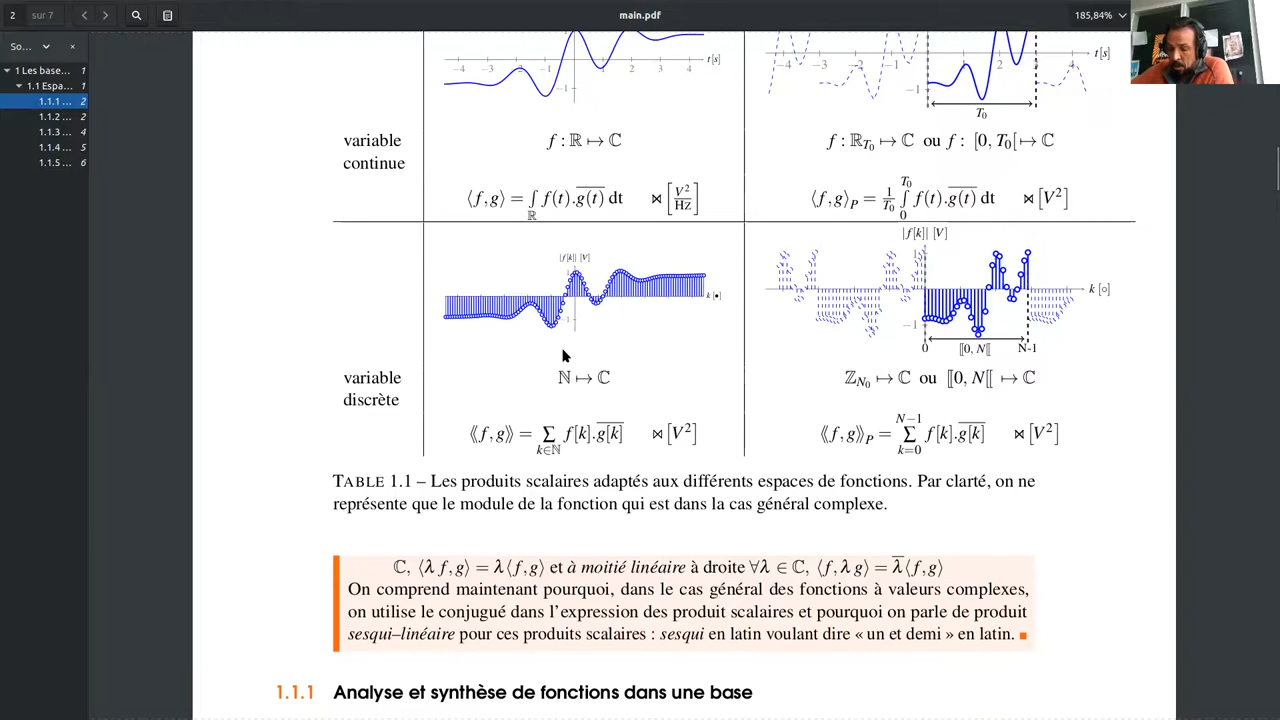 2 sur 7 main.pdf 185,84%
So...
1 Les base... 1
1.1 Espa... 1
1.1.1 ... 2
1.1.2 ... 2
1.1.3 ... 4
1.1.4 ... 5
1.1.5 ... 6
−4 −3 −2 −1 1 2 3 4 t[s]
−1
−4 −3 −2 −1 1 2 4 t[s]
−1
T₀
variable continue
f : ℝ ↦ ℂ
f : ℝ_{T₀} ↦ ℂ ou f : [0, T₀[ ↦ ℂ
⟨f,g⟩ = ∫_ℝ f(t).\overline{g(t)} dt ⋈ [V²/Hz]
⟨f,g⟩_P = 1/T₀ ∫_0^{T₀} f(t).\overline{g(t)} dt ⋈ [V²]
|f[k]| [V]
1
−1
k [•]
|f[k]| [V]
1
−1
k [∘]
0 ⟦0, N⟦ N-1
variable discrète
ℕ ↦ ℂ
ℤ_{N₀} ↦ ℂ ou ⟦0, N⟦ ↦ ℂ
⟪f,g⟫ = ∑_{k∈ℕ} f[k].\overline{g[k]} ⋈ [V²]
⟪f,g⟫_P = ∑_{k=0}^{N−1} f[k].\overline{g[k]} ⋈ [V²]
TABLE 1.1 – Les produits scalaires adaptés aux différents espaces de fonctions. Par clarté, on ne
représente que le module de la fonction qui est dans la cas général complexe.
ℂ, ⟨λ f,g⟩ = λ⟨f,g⟩ et à moitié linéaire à droite ∀λ ∈ ℂ, ⟨f,λ g⟩ = \overline{λ}⟨f,g⟩
On comprend maintenant pourquoi, dans le cas général des fonctions à valeurs complexes,
on utilise le conjugué dans l’expression des produit scalaires et pourquoi on parle de produit
sesqui–linéaire pour ces produits scalaires : sesqui en latin voulant dire « un et demi » en latin.
1.1.1 Analyse et synthèse de fonctions dans une base